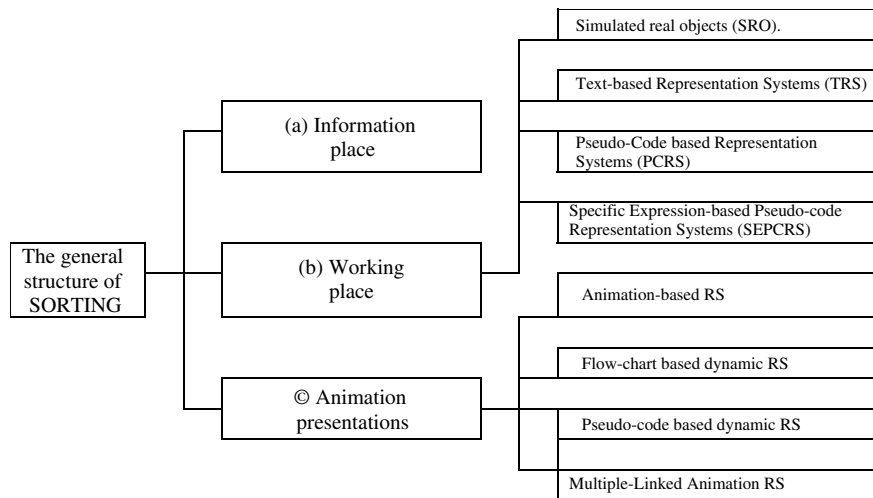 The general
structure of
SORTING
(a) Information
place
(b) Working
place
© Animation
presentations
Simulated real objects (SRO).
Text-based Representation Systems (TRS)
Pseudo-Code based Representation
Systems (PCRS)
Specific Expression-based Pseudo-code
Representation Systems (SEPCRS)
Animation-based RS
Flow-chart based dynamic RS
Pseudo-code based dynamic RS
Multiple-Linked Animation RS